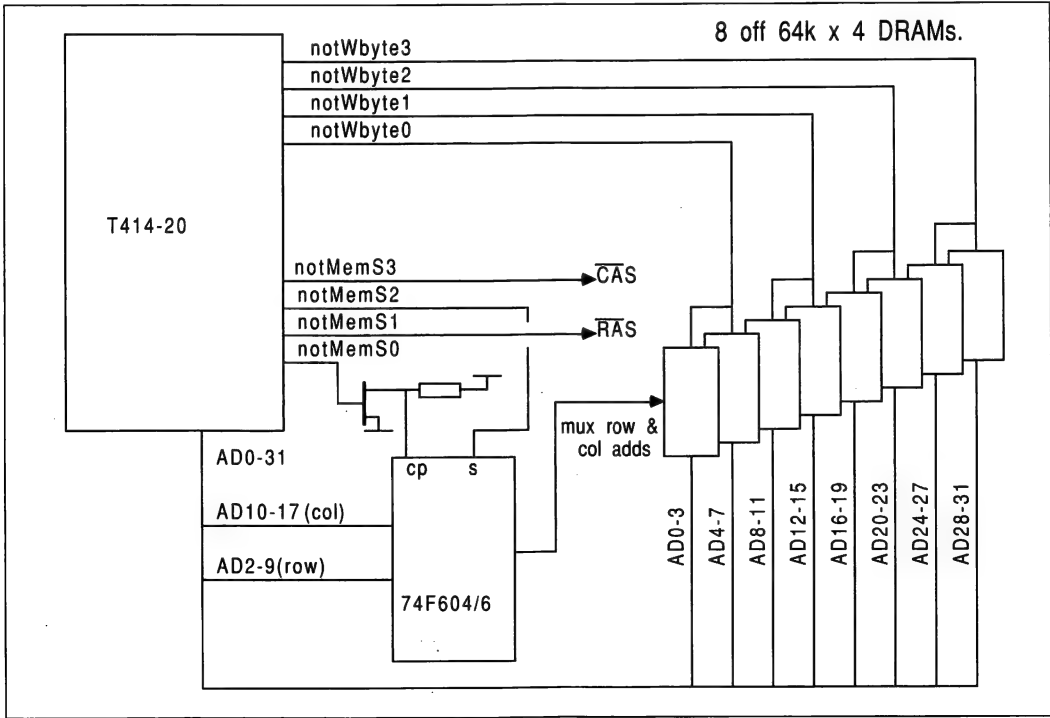 8 off 64k x 4 DRAMs.
notWbyte3
notWbyte2
notWbyte1
notWbyte0
T414-20
notMemS3
CAS
notMemS2
notMemS1
RAS
notMemS0
mux row &
col adds
AD0-31
cp s
AD10-17(col)
AD2-9(row)
74F604/6
AD0-3
AD4-7
AD8-11
AD12-15
AD16-19
AD20-23
AD24-27
AD28-31